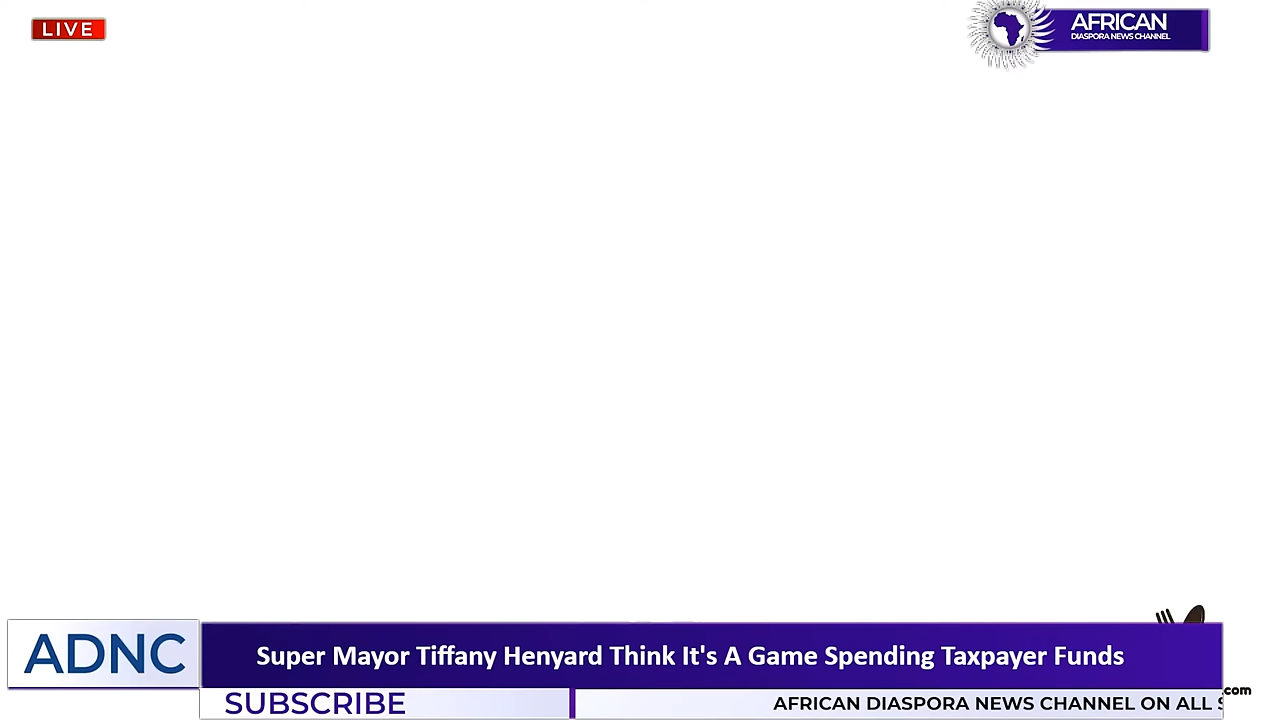 LIVE
AFRICAN
DIASPORA NEWS CHANNEL
ADNC
Super Mayor Tiffany Henyard Think It's A Game Spending Taxpayer Funds
SUBSCRIBE
AFRICAN DIASPORA NEWS CHANNEL ON ALL
.com